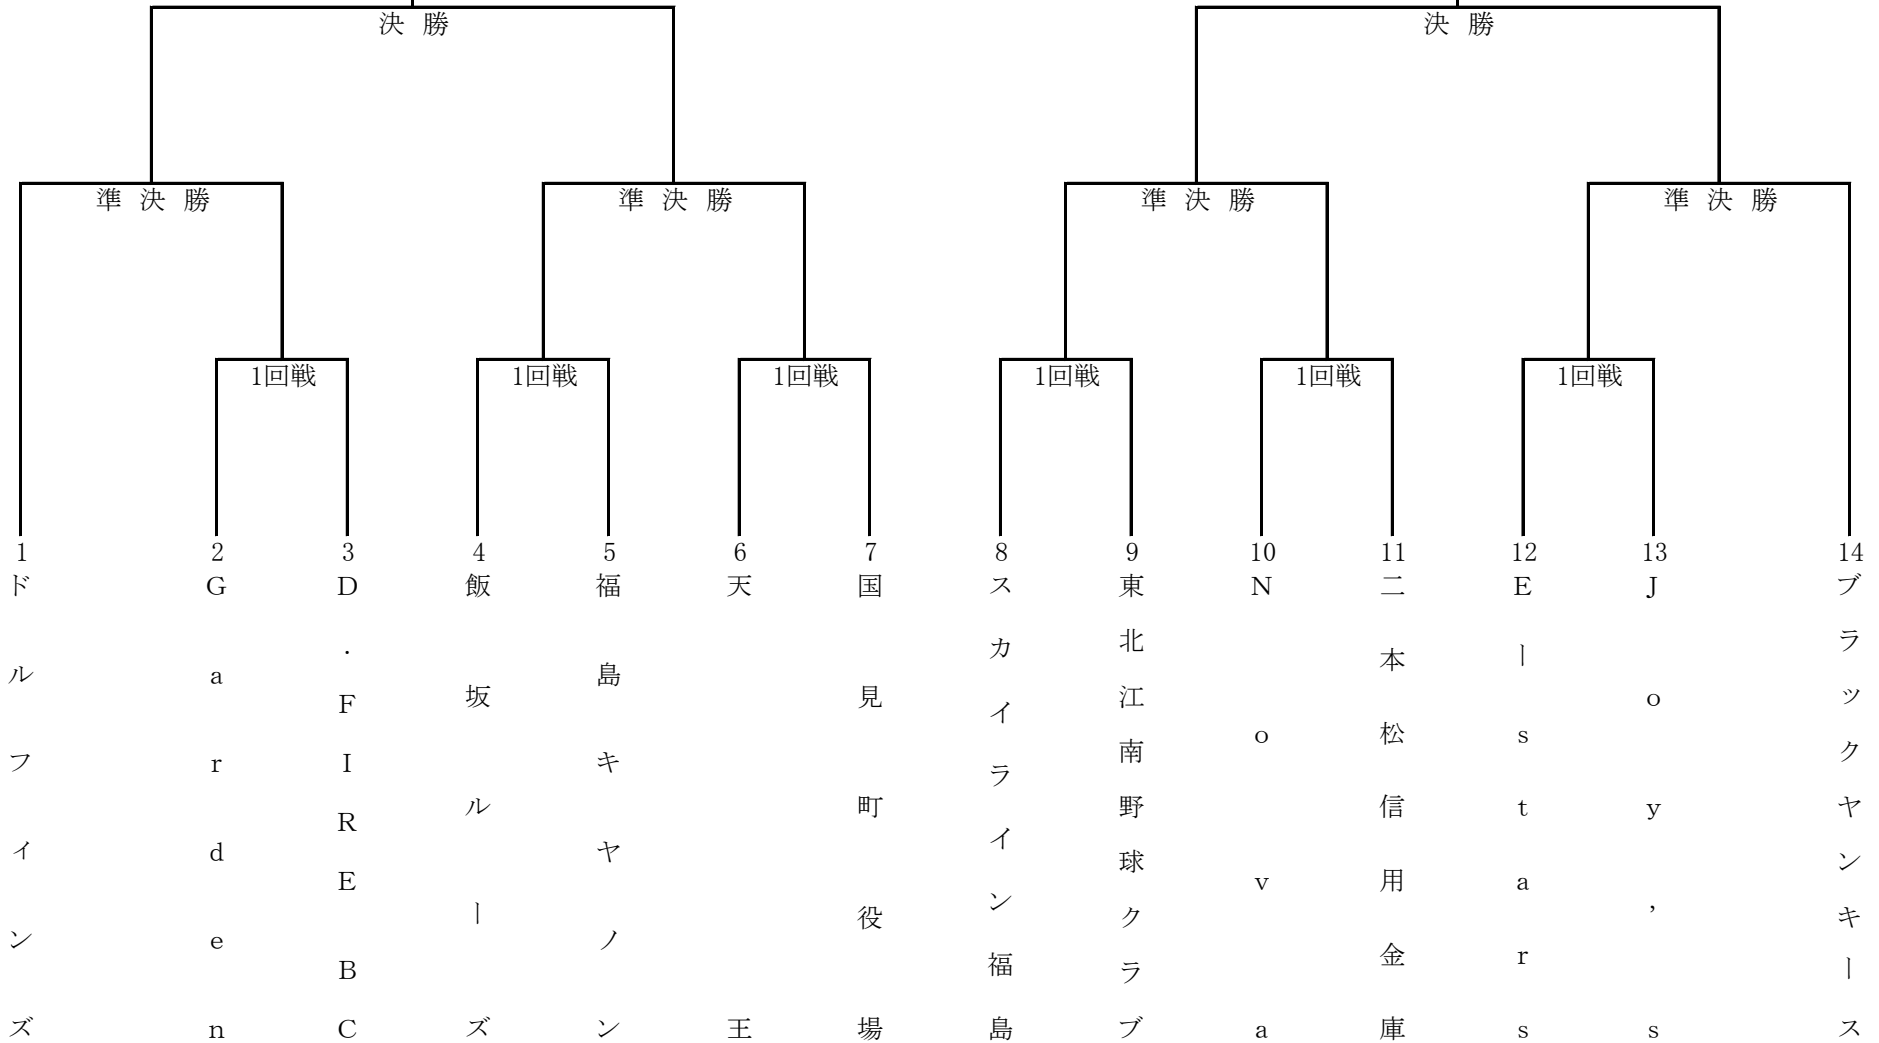 決 勝
決 勝
準 決 勝
準 決 勝
準 決 勝
準 決 勝
1回戦
1回戦
1回戦
1回戦
1回戦
1回戦
1
2
3
4
5
6
7
8
9
10
11
12
13
14
ドルフィンズ
Garden
D.FIRE BC
飯坂ルーズ
福島キャノン
天王
国見町役場
スカイライン福島
東北江南野球クラブ
Nova
二本松信用金庫
Eーstars
Joy’s
ブラックヤンキース